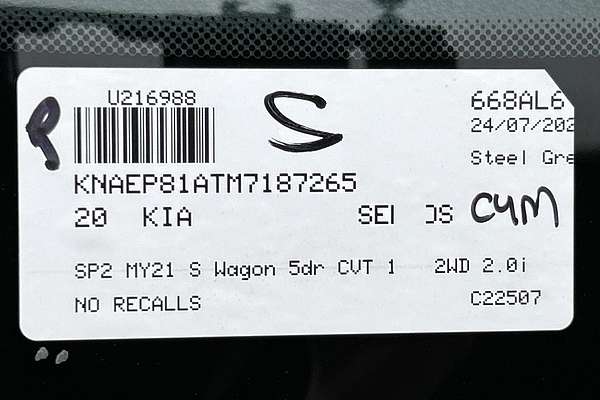 U216988
S
668AL6
24/07/202
P
Steel Gre
KNAEP81ATM7187265
20 KIA SEI OS C4M
SP2 MY21 S Wagon 5dr CVT 1 2WD 2.0i
NO RECALLS C22507